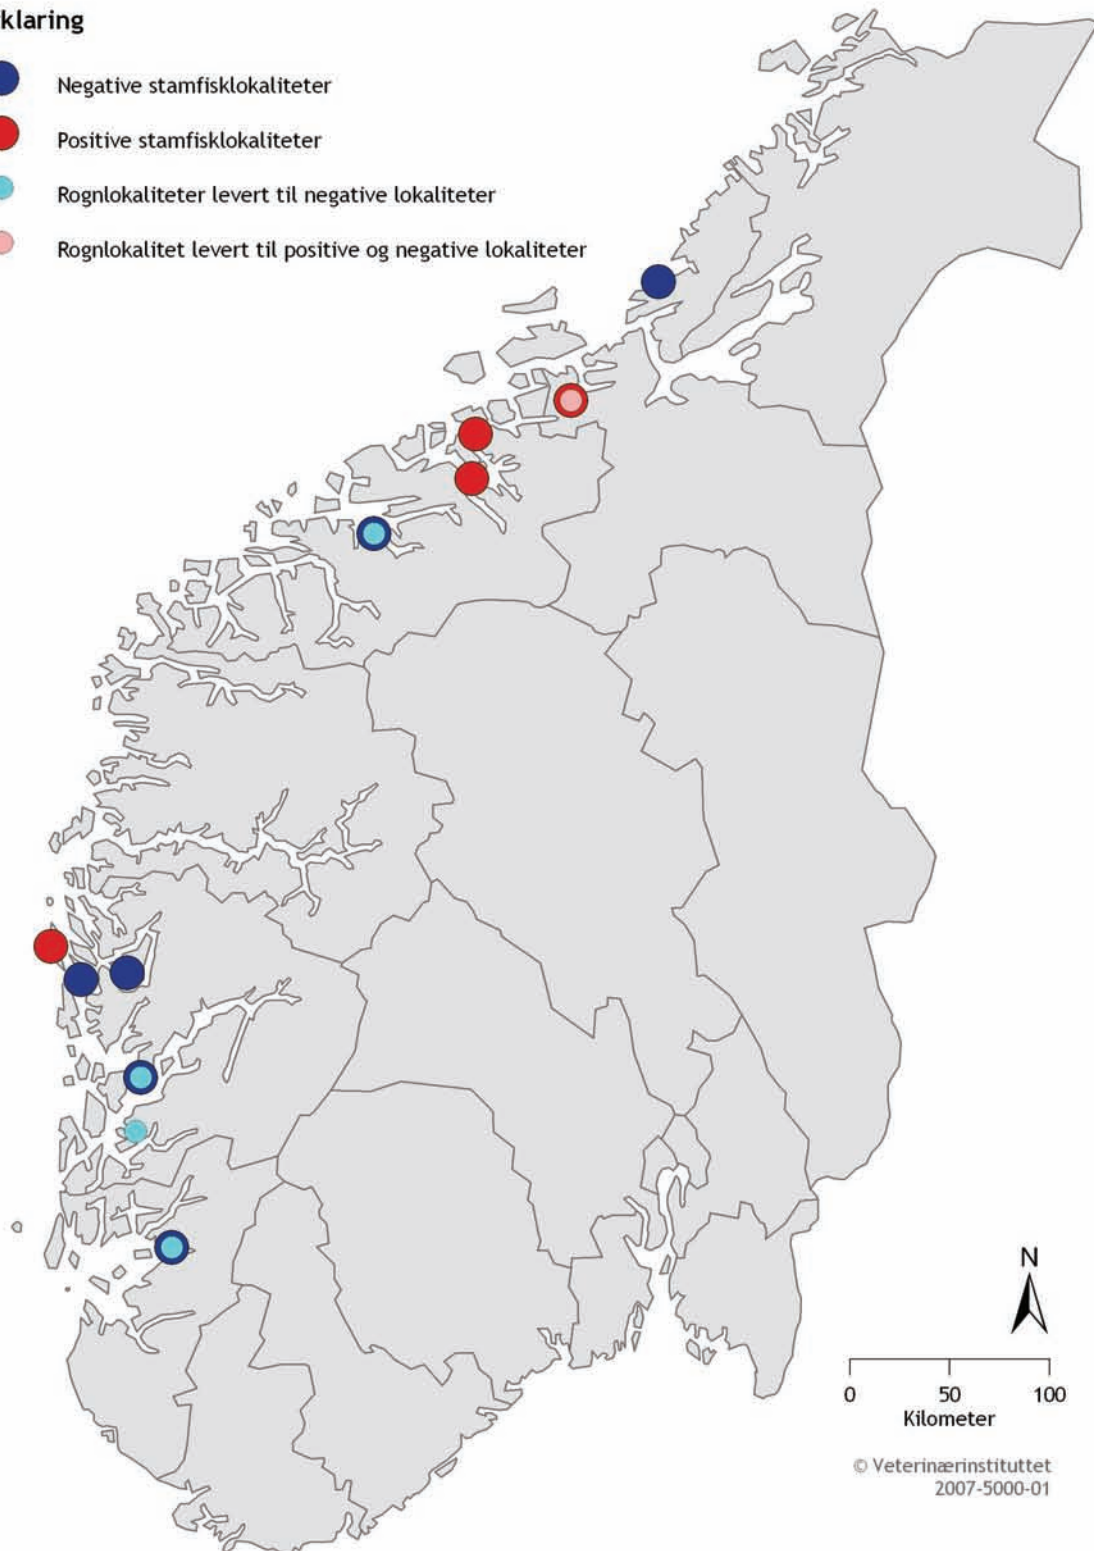 klaring
Negative stamfisklokaliteter
Positive stamfisklokaliteter
Rognlokaliteter levert til negative lokaliteter
Rognlokalitet levert til positive og negative lokaliteter
N
0 50 100
Kilometer
© Veterinærinstituttet
2007-5000-01